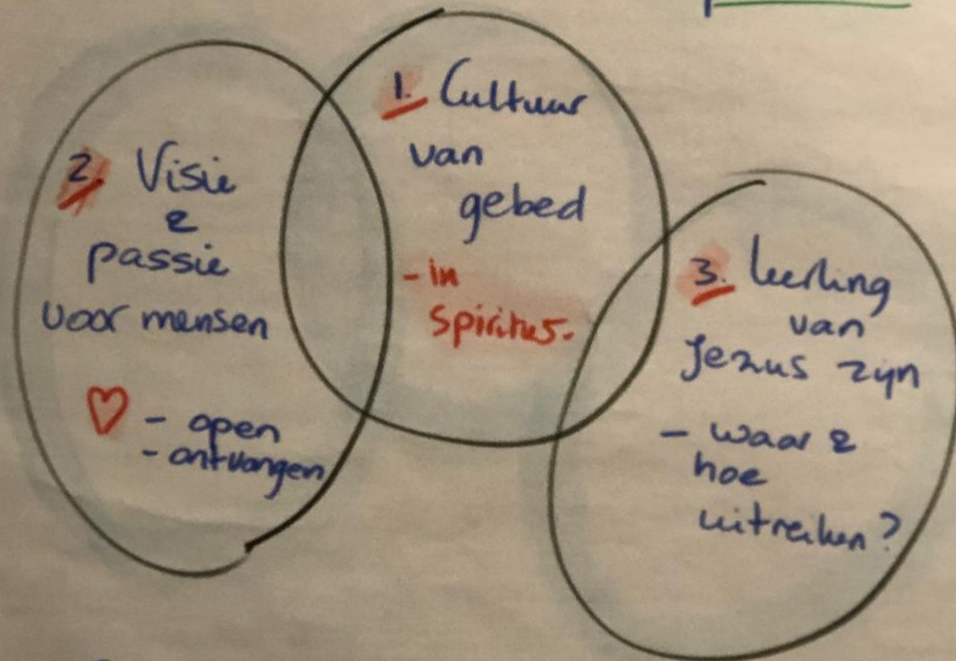 1. Cultuur
van
gebed
- in
spiritus.
2. Visie
&
passie
voor mensen
- open
- ontvangen
3. leerling
van
Jezus zijn
- waar &
hoe
uitreiken?